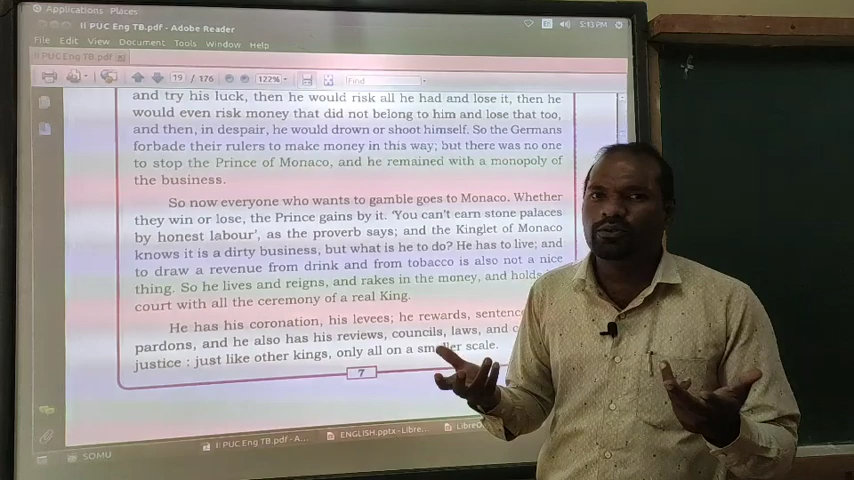 Applications Places
5:13 PM
II PUC Eng TB.pdf - Adobe Reader
File Edit View Document Tools Window Help
II PUC Eng TB.pdf
19 / 176 122% Find
and try his luck, then he would risk all he had and lose it, then he
would even risk money that did not belong to him and lose that too,
and then, in despair, he would drown or shoot himself. So the Germans
forbade their rulers to make money in this way; but there was no one
to stop the Prince of Monaco, and he remained with a monopoly of
the business.
So now everyone who wants to gamble goes to Monaco. Whether
they win or lose, the Prince gains by it. ‘You can’t earn stone palaces
by honest labour’, as the proverb says; and the Kinglet of Monaco
knows it is a dirty business, but what is he to do? He has to live; and
to draw a revenue from drink and from tobacco is also not a nice
thing. So he lives and reigns, and rakes in the money, and holds
court with all the ceremony of a real King.
He has his coronation, his levees; he rewards,
pardons, and he also has his reviews, councils, laws, and
justice : just like other kings, only all on a smaller scale.
7
SOMU
II PUC Eng TB.pdf - A...
ENGLISH.pptx - Libre...